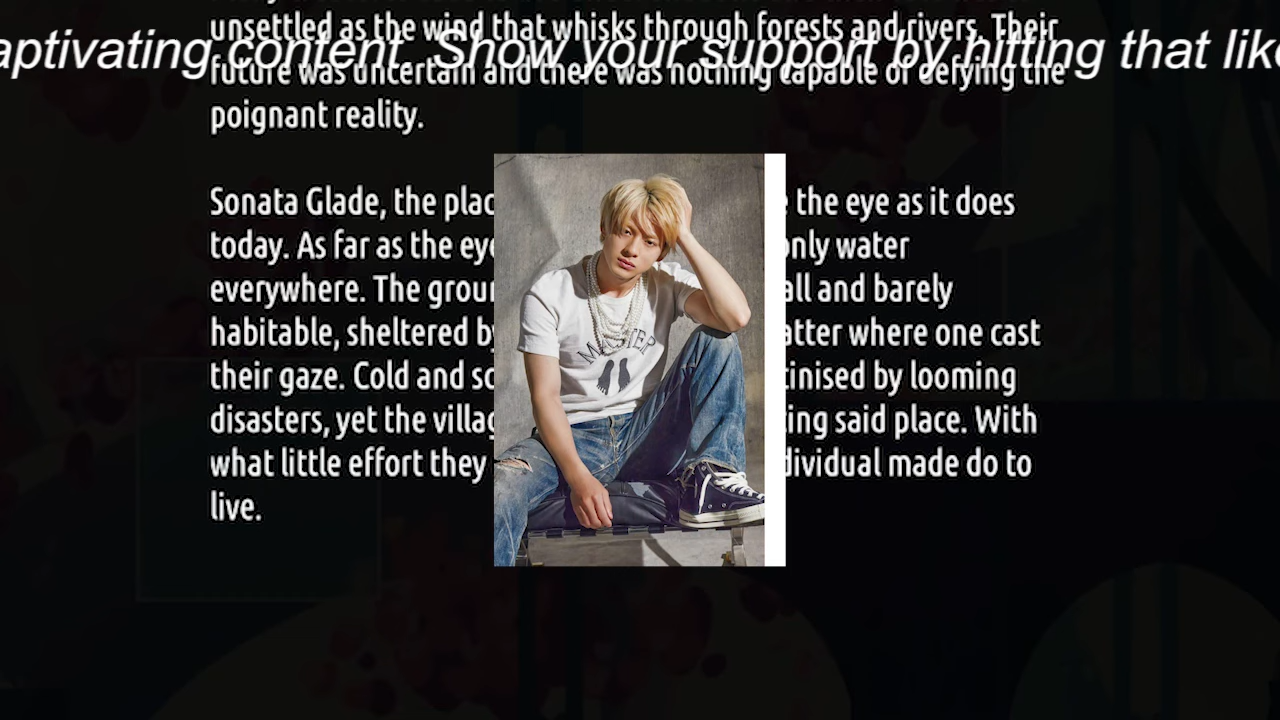 unsettled as the wind that whisks through forests and rivers. Their
aptivating content. Show your support by hitting that like
future was uncertain and there was nothing capable of defying the
poignant reality.
Sonata Glade, the plac the eye as it does
today. As far as the eye only water
everywhere. The groun all and barely
habitable, sheltered by atter where one cast
their gaze. Cold and so tinised by looming
disasters, yet the villag ing said place. With
what little effort they dividual made do to
live.
MASTER